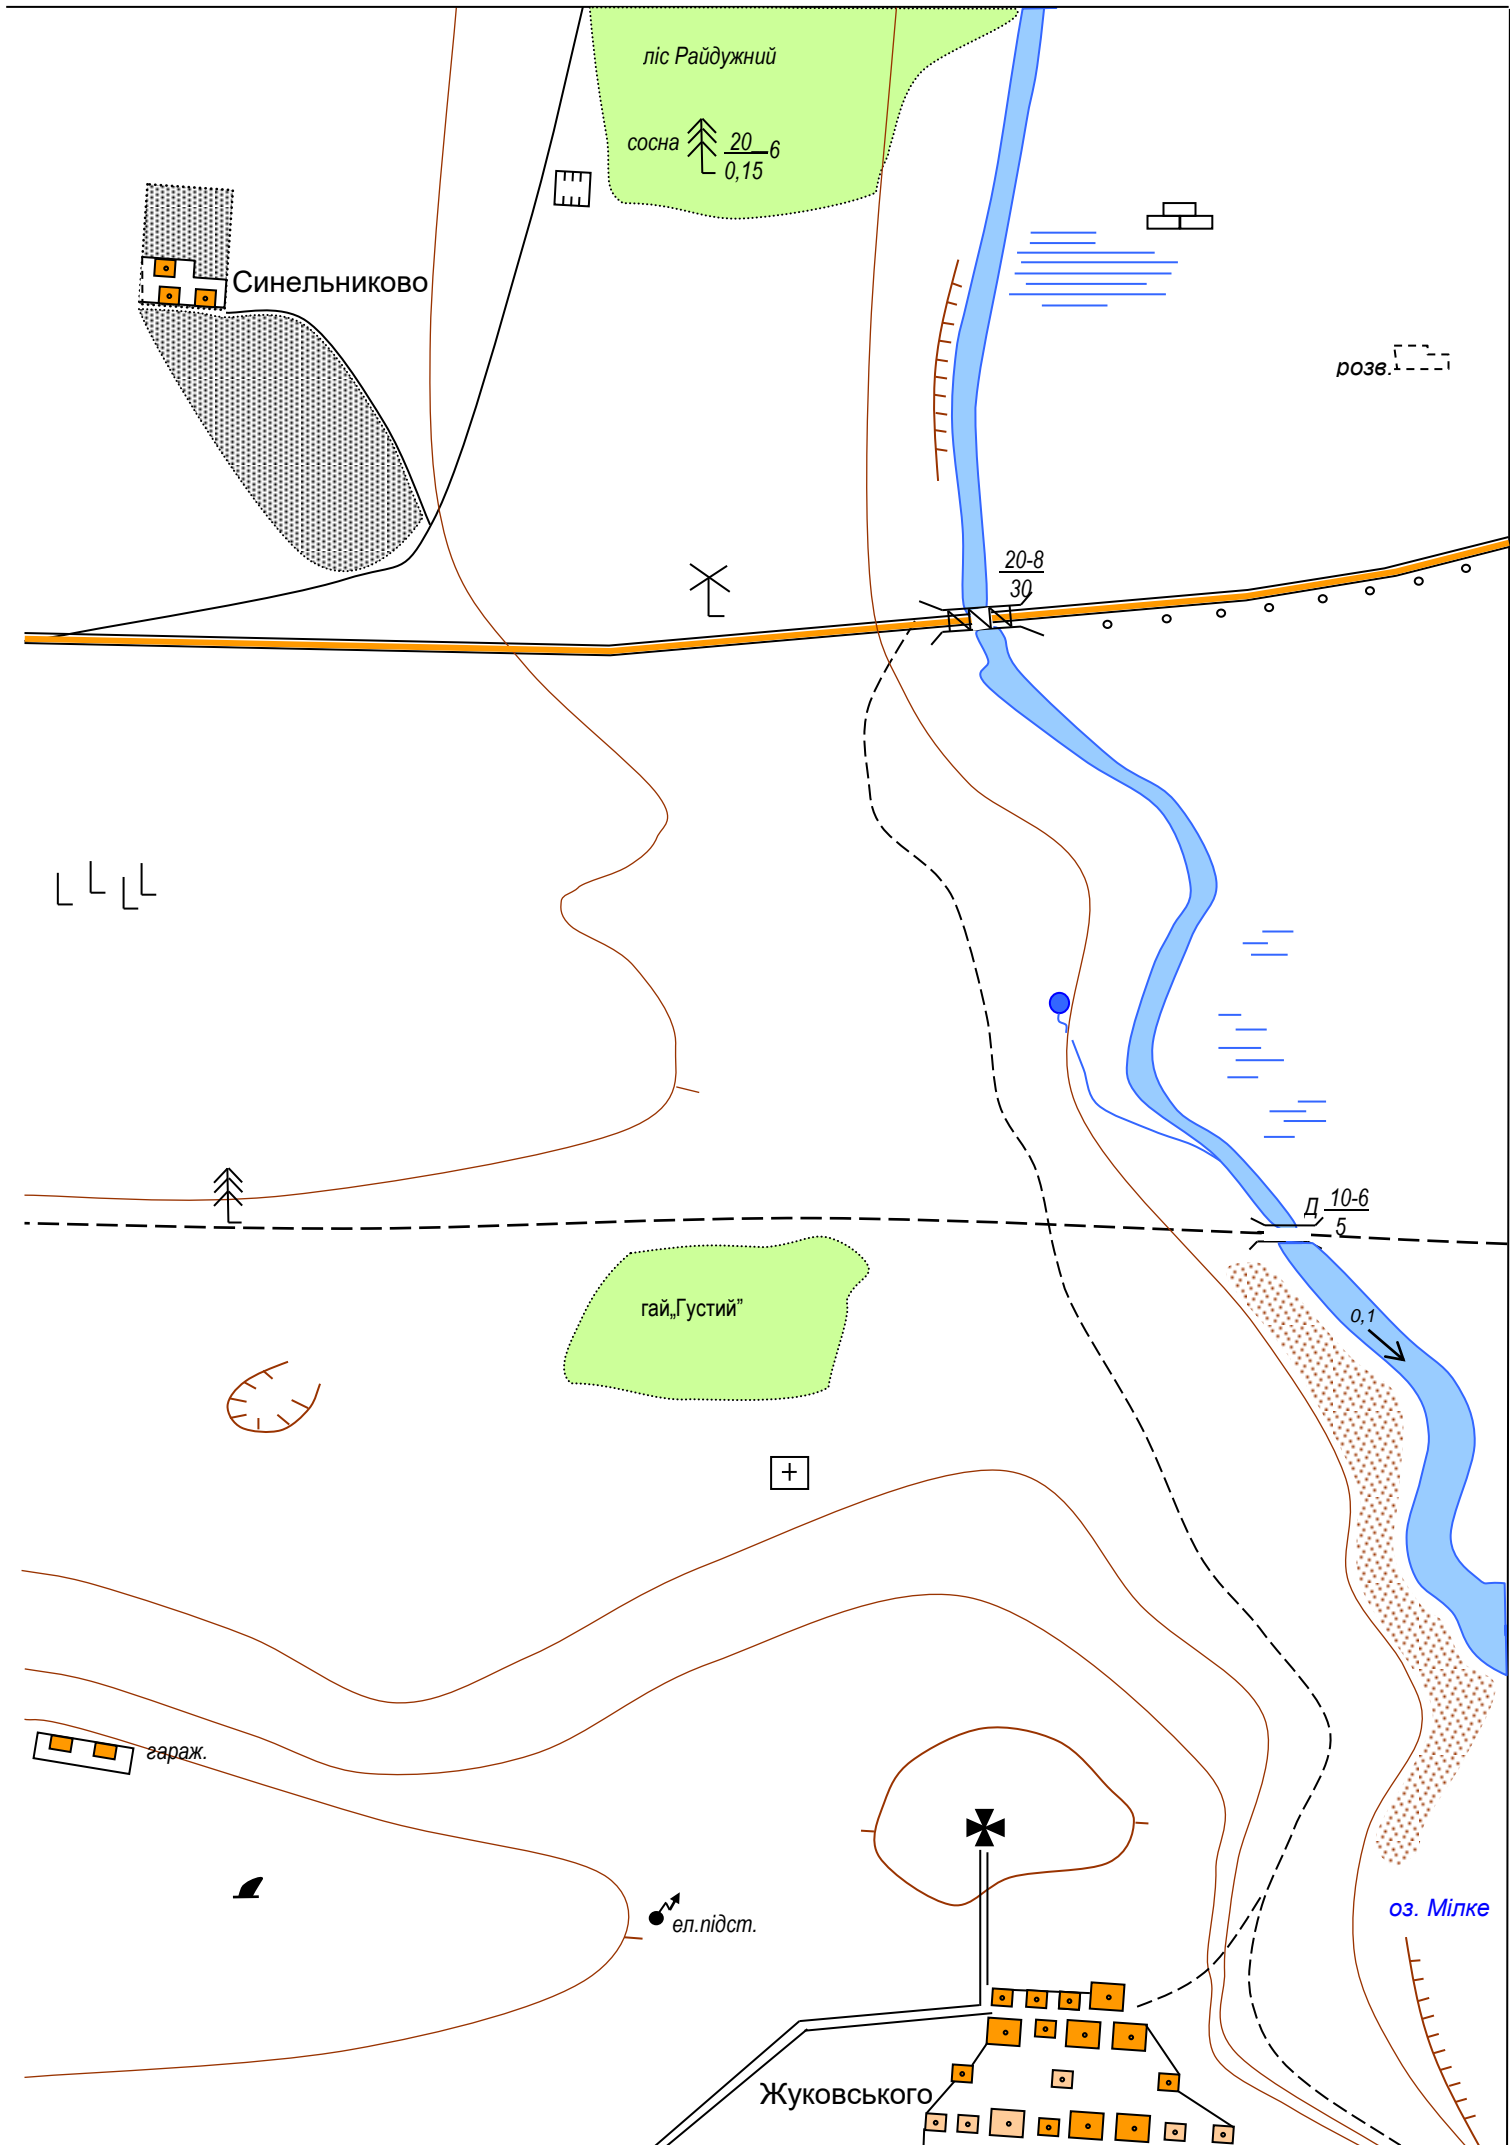 ліс Райдужний
сосна 20 6
0,15
Синельниково
розв.
20-8
30
Д 10-6
5
гай„Густий”
0,1
гараж.
ел.підст.
оз. Мілке
Жуковського